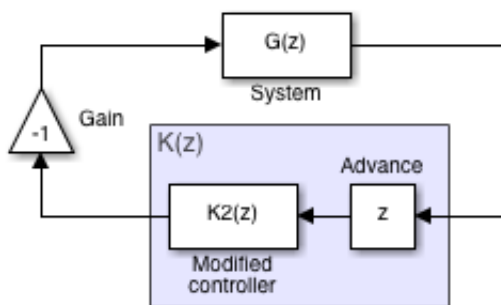 G(z)
System
-1
Gain
K(z)
Advance
K2(z)
z
Modified
controller